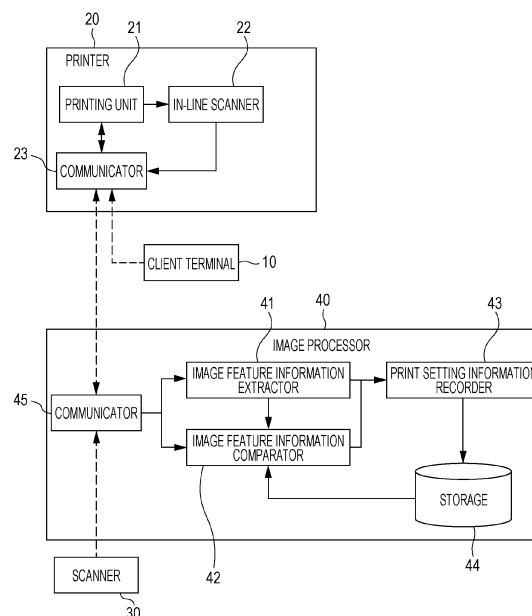 20
21
22
PRINTER
PRINTING UNIT
IN-LINE SCANNER
23
COMMUNICATOR
CLIENT TERMINAL
10
41
40
43
IMAGE PROCESSOR
IMAGE FEATURE INFORMATION
EXTRACTOR
PRINT SETTING INFORMATION
RECORDER
45
COMMUNICATOR
IMAGE FEATURE INFORMATION
COMPARATOR
STORAGE
42
44
SCANNER
30